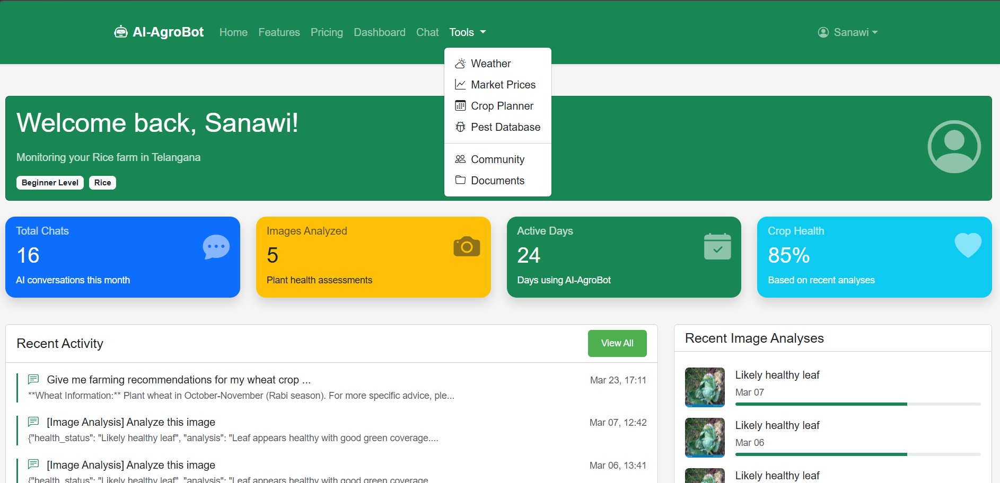 AI-AgroBot
Home Features Pricing Dashboard Chat Tools
Sanawi
Weather
Market Prices
Crop Planner
Pest Database
Community
Documents
Welcome back, Sanawi!
Monitoring your Rice farm in Telangana
Beginner Level Rice
Total Chats
16
AI conversations this month
Images Analyzed
5
Plant health assessments
Active Days
24
Days using AI-AgroBot
Crop Health
85%
Based on recent analyses
Recent Activity
View All
Give me farming recommendations for my wheat crop ...
Mar 23, 17:11
**Wheat Information:** Plant wheat in October-November (Rabi season). For more specific advice, ple...
[Image Analysis] Analyze this image
Mar 07, 12:42
{"health_status": "Likely healthy leaf", "analysis": "Leaf appears healthy with good green coverage....
[Image Analysis] Analyze this image
Mar 06, 13:41
{"health_status": "Likely healthy leaf", "analysis": "Leaf appears healthy with good green coverage
Recent Image Analyses
Likely healthy leaf
Mar 07
Likely healthy leaf
Mar 06
Likely healthy leaf